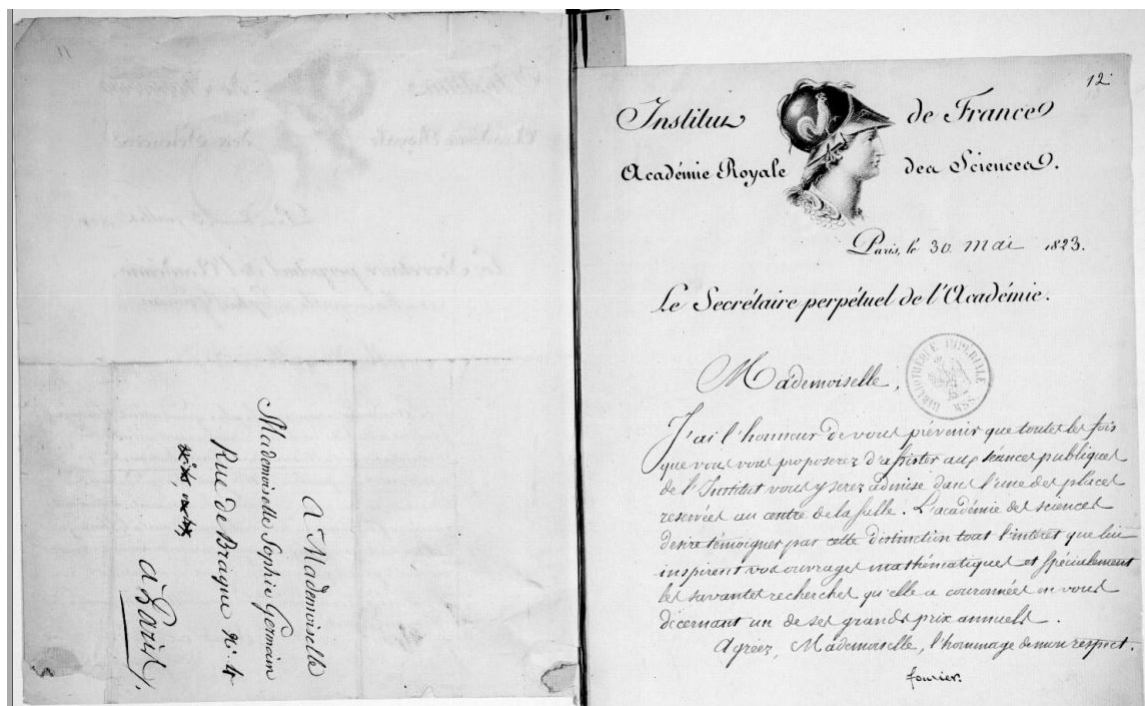 A Mademoiselle
Mademoiselle Sophie Germain
Rue de Braque N.º 4
à Paris
12
Institut de France
Académie Royale des Sciences.
Paris, le 30 mai 1823.
Le Secrétaire perpétuel de l'Académie.
BIBLIOTHÈQUE IMPERIALE MSS
Mademoiselle,
J'ai l'honneur de vous prévenir que toutes les fois
que vous vous proposerez d'assister aux séances publiques
de l'Institut vous y serez admise dans l'une des places
reservées au centre de la salle. L'académie des sciences
desire témoigner par cette distinction tout l'interet que lui
inspirent vos ouvrages mathématiques et spécialement
les savantes recherches qu'elle a couronnées en vous
décernant un de ses grands prix annuels.
Agréez, Mademoiselle, l'hommage de mon respect.
fourier.